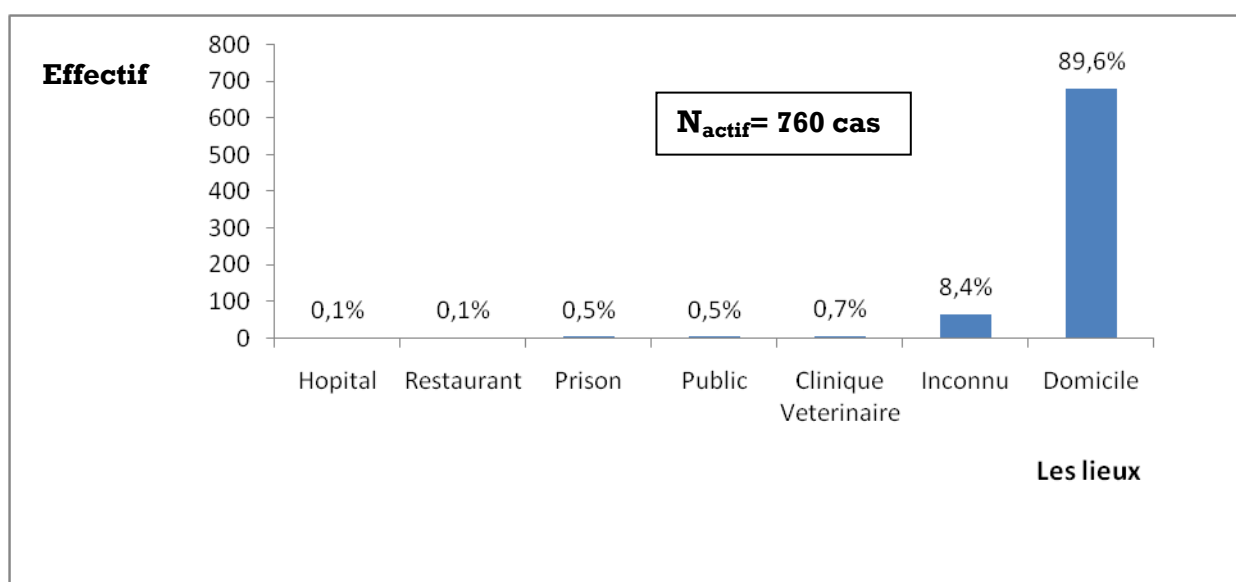 Effectif
800
700
600
500
400
300
200
100
0
N actif= 760 cas
0,1%
0,1%
0,5%
0,5%
0,7%
8,4%
89,6%
Hopital
Restaurant
Prison
Public
Clinique
Veterinaire
Inconnu
Domicile
Les lieux